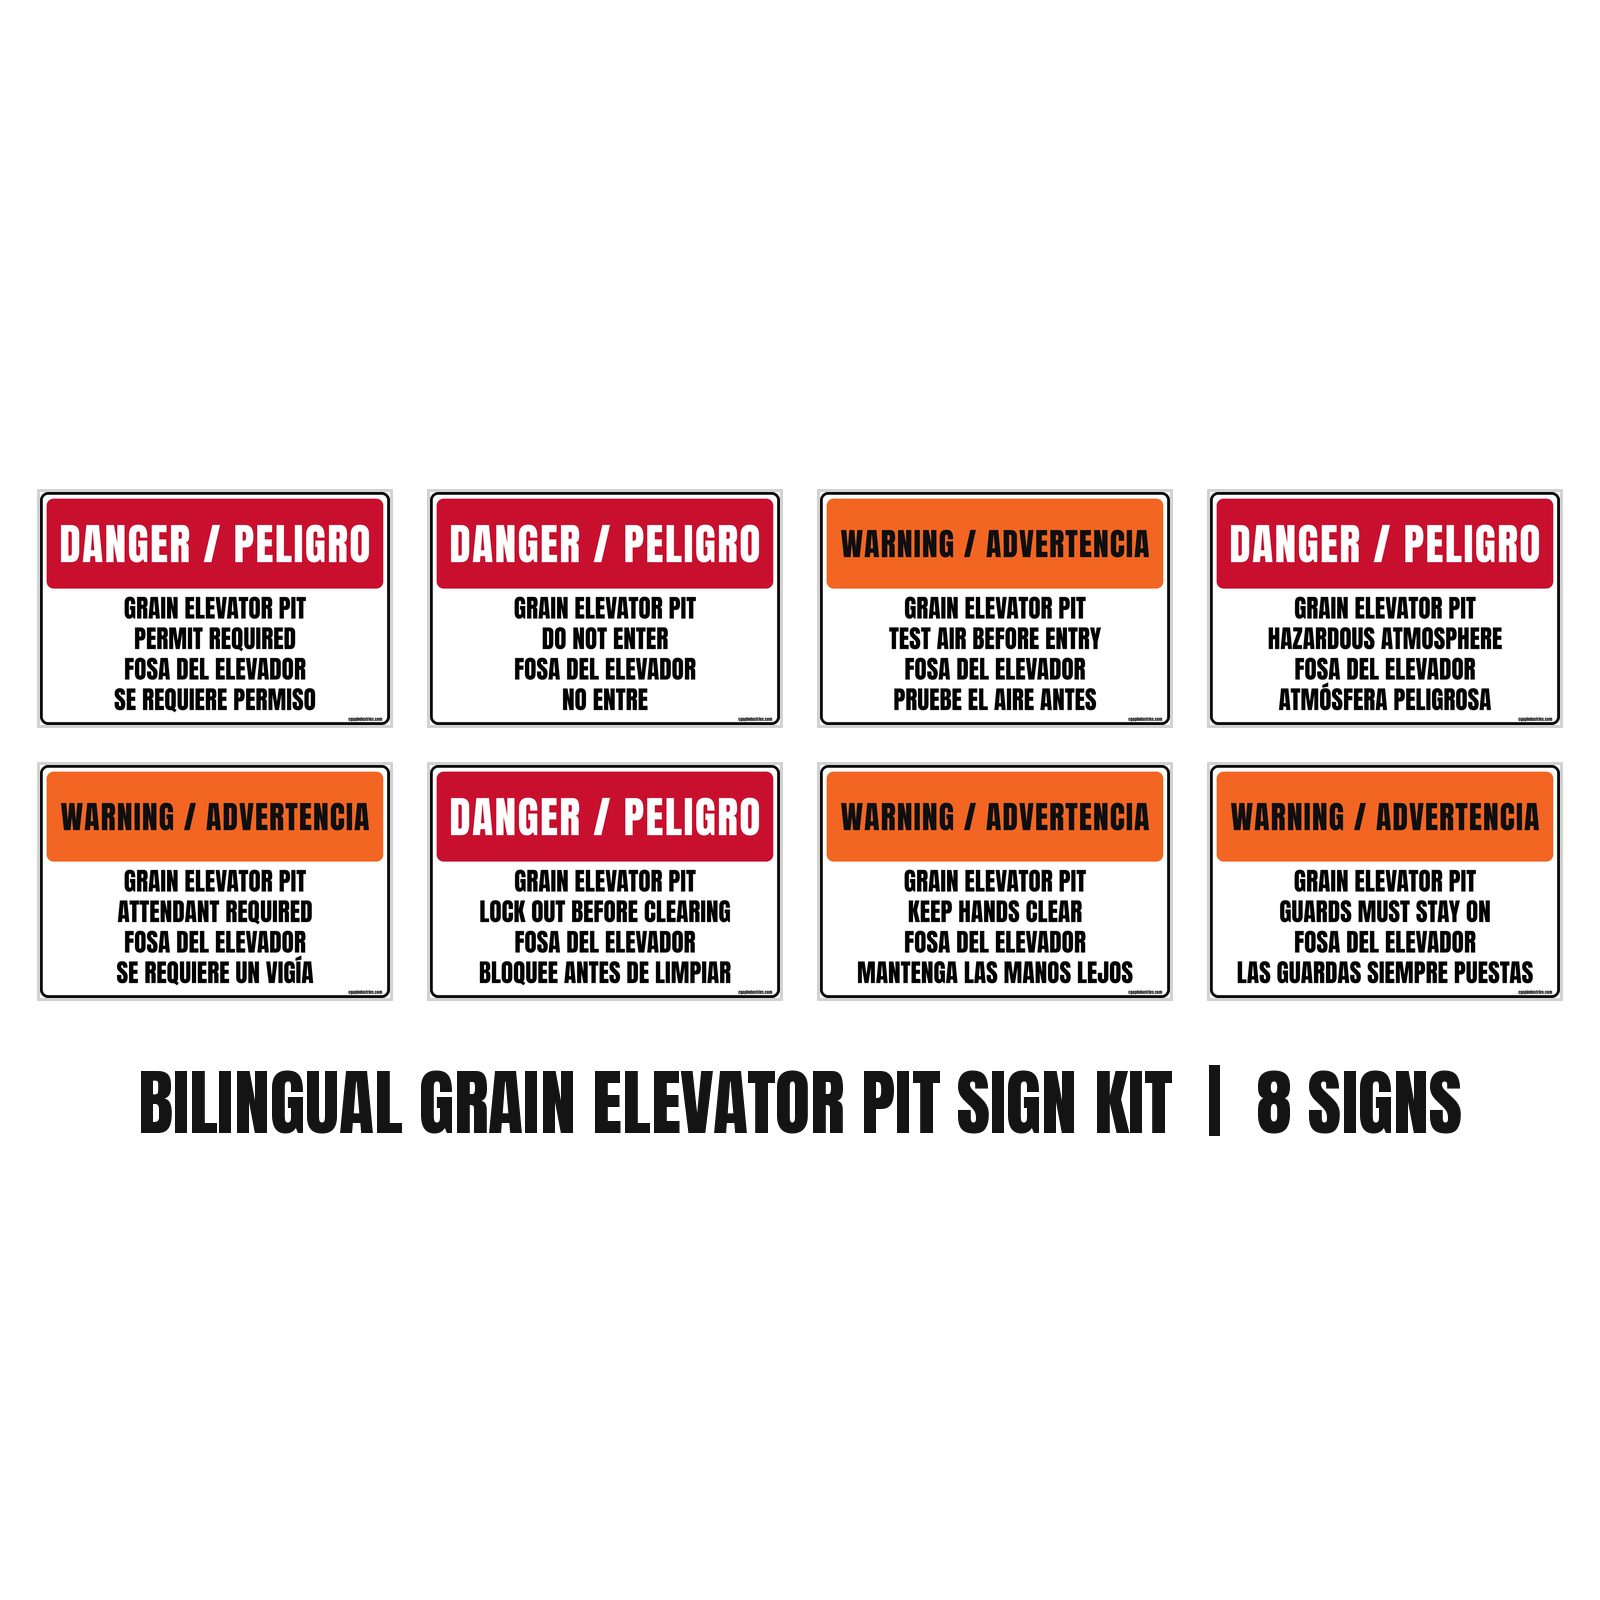 DANGER / PELIGRO
GRAIN ELEVATOR PIT
PERMIT REQUIRED
FOSA DEL ELEVADOR
SE REQUIERE PERMISO
DANGER / PELIGRO
GRAIN ELEVATOR PIT
DO NOT ENTER
FOSA DEL ELEVADOR
NO ENTRE
WARNING / ADVERTENCIA
GRAIN ELEVATOR PIT
TEST AIR BEFORE ENTRY
FOSA DEL ELEVADOR
PRUEBE EL AIRE ANTES
DANGER / PELIGRO
GRAIN ELEVATOR PIT
HAZARDOUS ATMOSPHERE
FOSA DEL ELEVADOR
ATMÓSFERA PELIGROSA
WARNING / ADVERTENCIA
GRAIN ELEVATOR PIT
ATTENDANT REQUIRED
FOSA DEL ELEVADOR
SE REQUIERE UN VIGÍA
DANGER / PELIGRO
GRAIN ELEVATOR PIT
LOCK OUT BEFORE CLEARING
FOSA DEL ELEVADOR
BLOQUEE ANTES DE LIMPIAR
WARNING / ADVERTENCIA
GRAIN ELEVATOR PIT
KEEP HANDS CLEAR
FOSA DEL ELEVADOR
MANTENGA LAS MANOS LEJOS
WARNING / ADVERTENCIA
GRAIN ELEVATOR PIT
GUARDS MUST STAY ON
FOSA DEL ELEVADOR
LAS GUARDAS SIEMPRE PUESTAS
BILINGUAL GRAIN ELEVATOR PIT SIGN KIT | 8 SIGNS